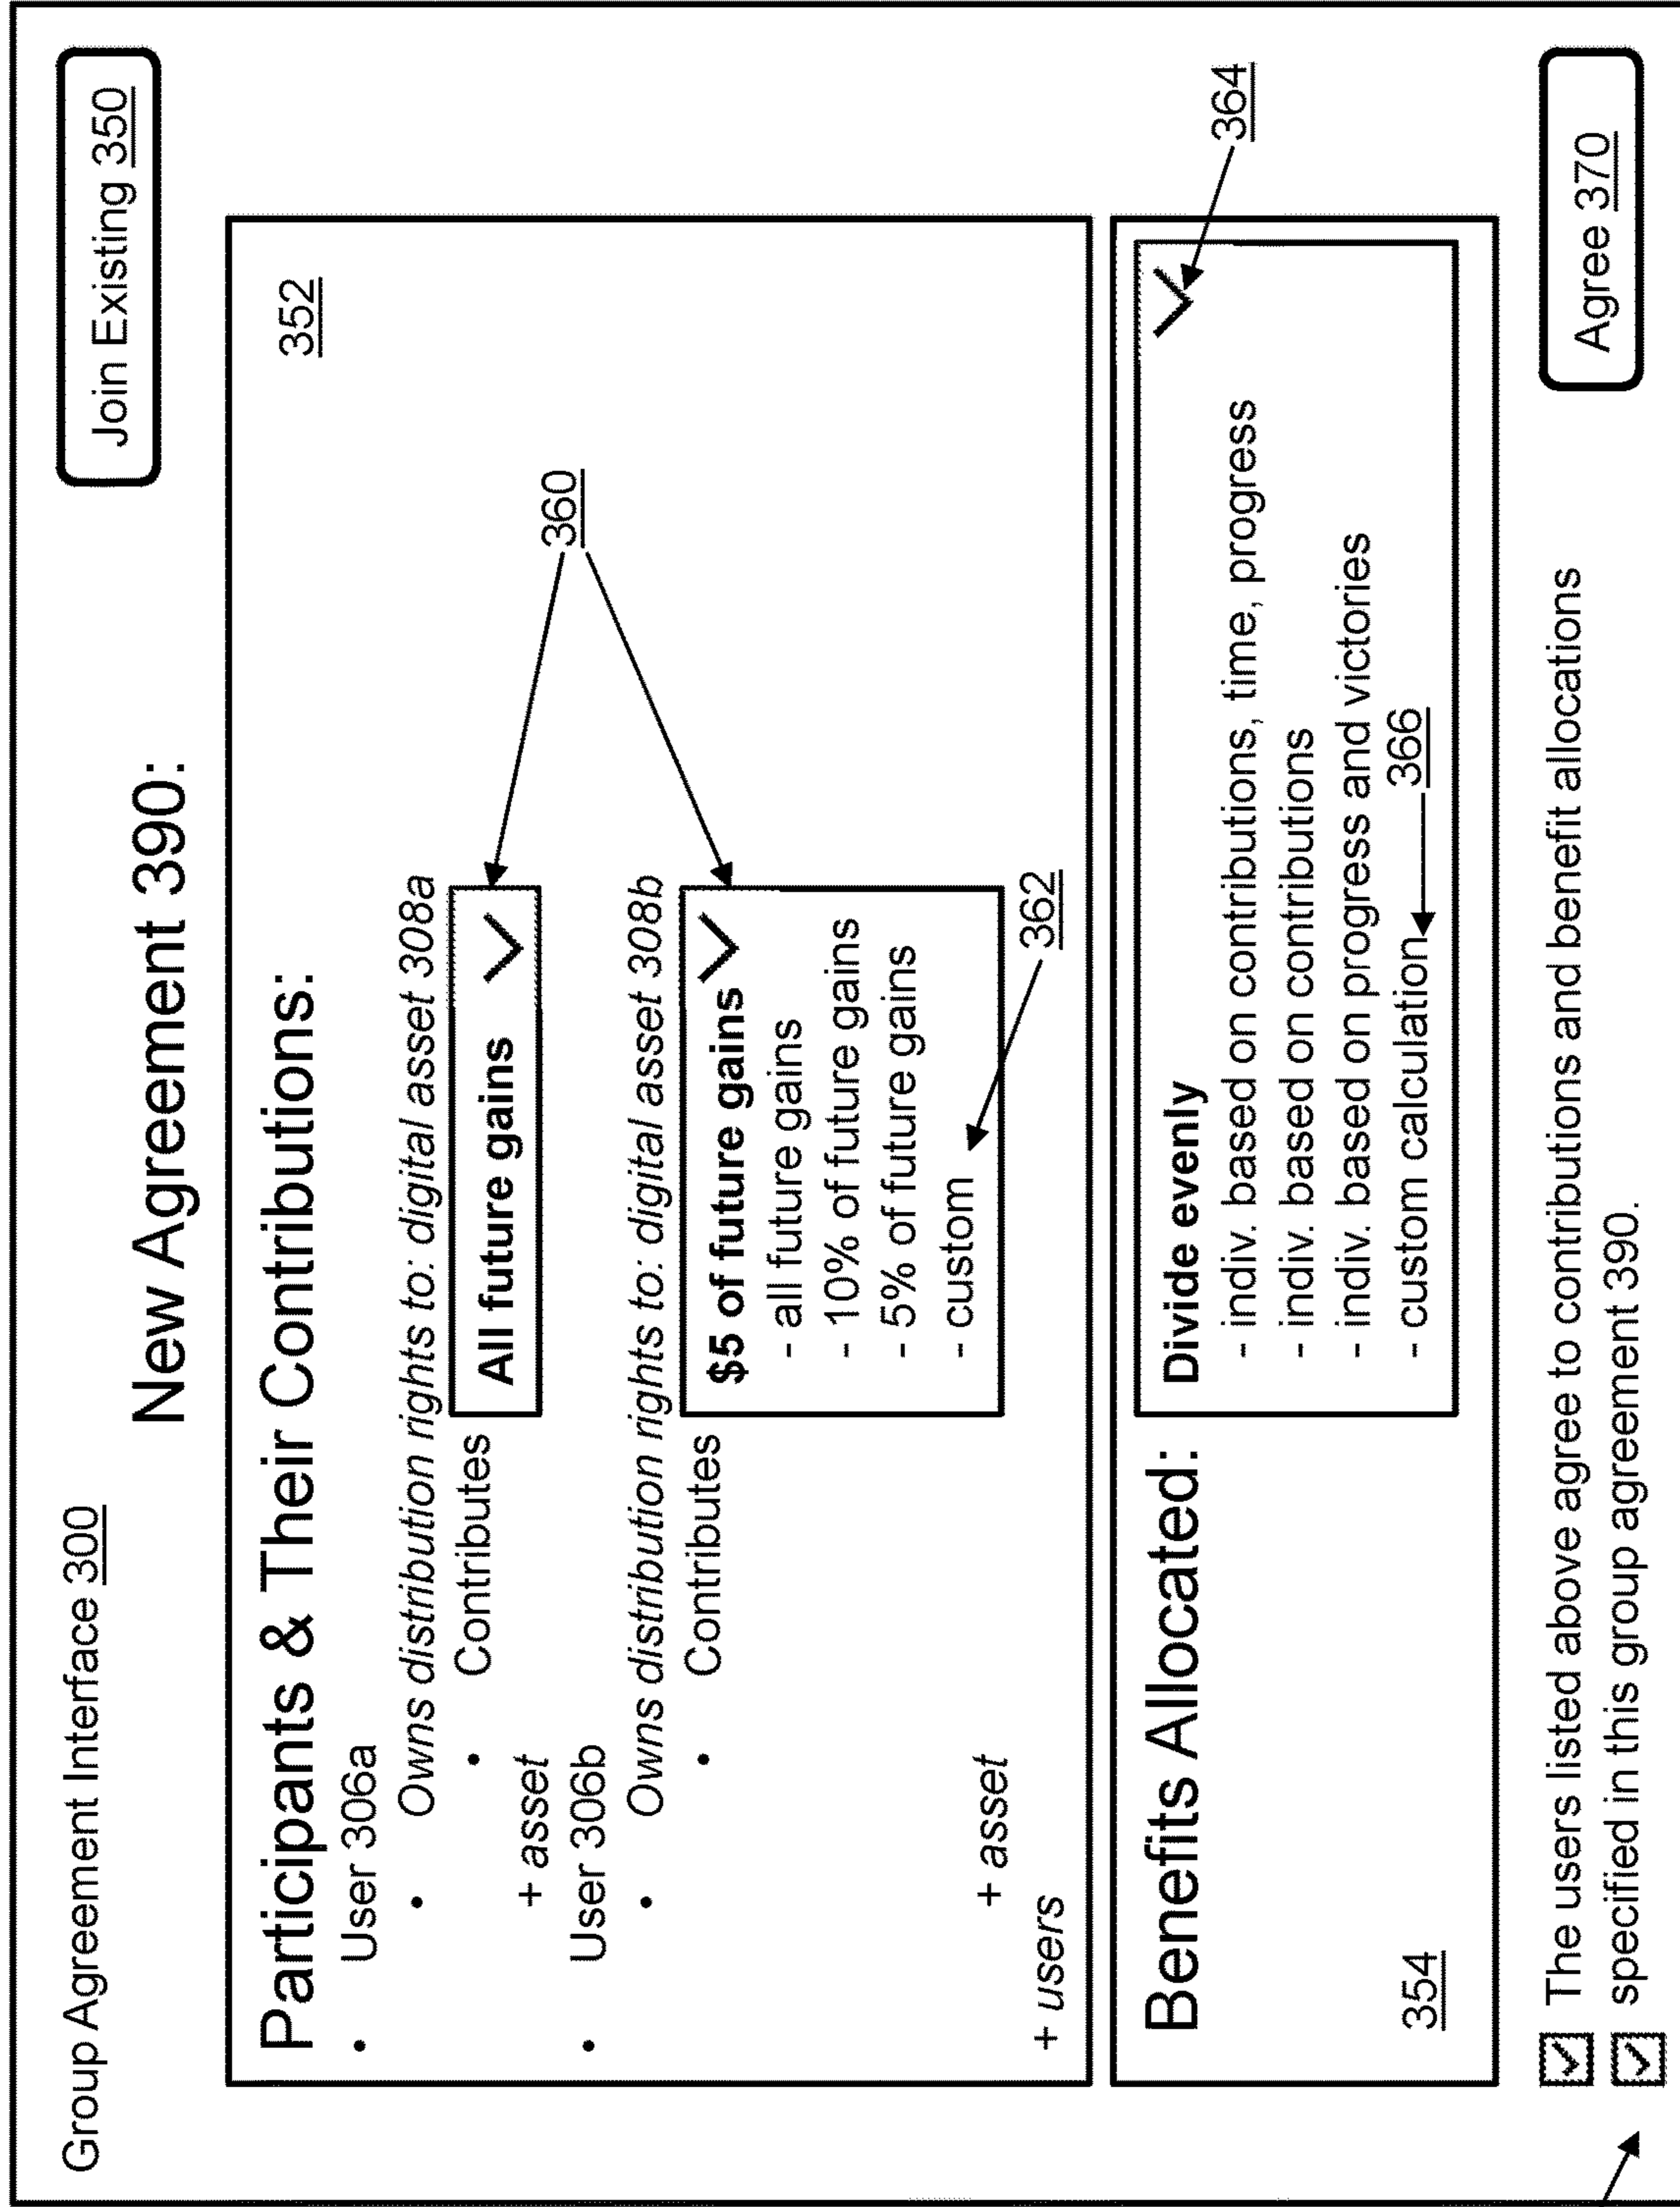 Group Agreement Interface 300
Join Existing 350
New Agreement 390:
Participants & Their Contributions:
352
• User 306a
• Owns distribution rights to: digital asset 308a
• Contributes All future gains
360
+ asset
• User 306b
• Owns distribution rights to: digital asset 308b
• Contributes $5 of future gains
- all future gains
- 10% of future gains
- 5% of future gains
- custom
+ asset
362
+ users
Benefits Allocated:
Divide evenly
364
- indiv. based on contributions, time, progress
- indiv. based on contributions
- indiv. based on progress and victories
366
- custom calculation
354
The users listed above agree to contributions and benefit allocations
specified in this group agreement 390.
Agree 370